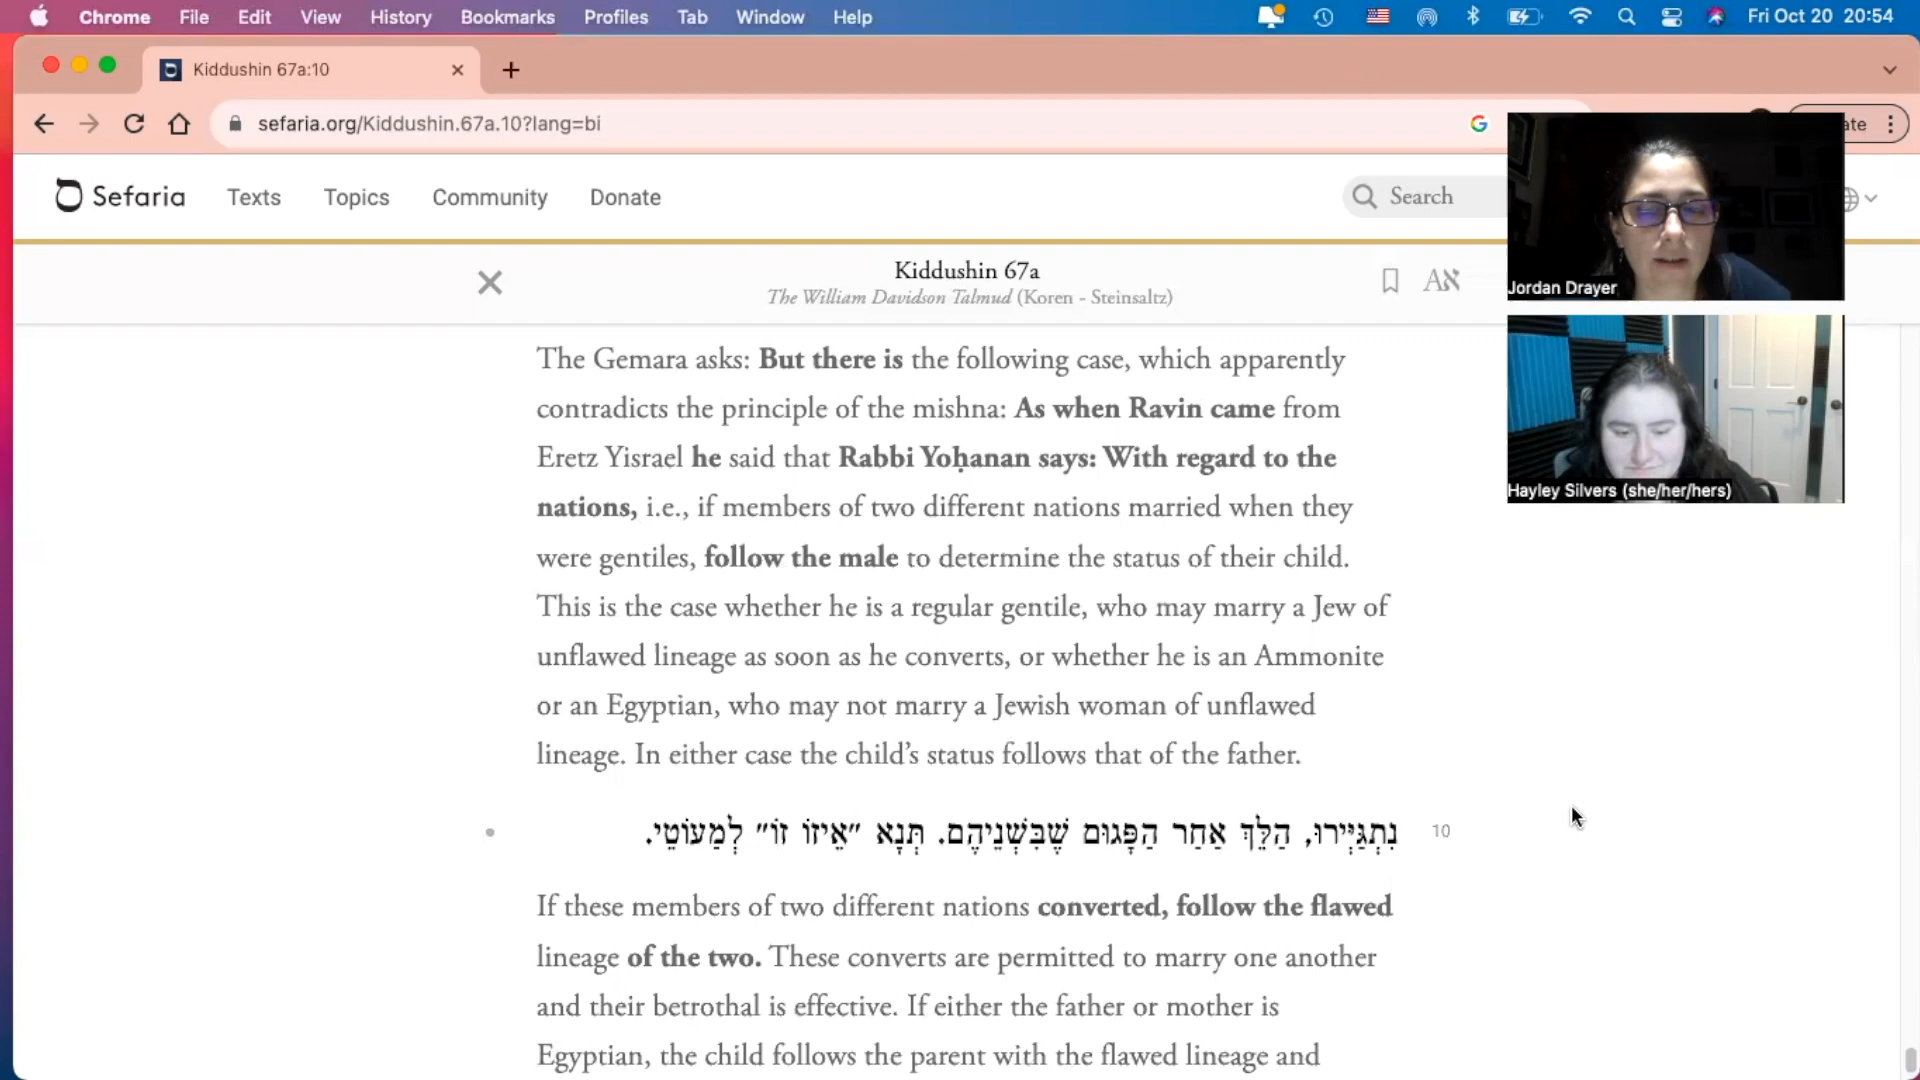 Chrome File Edit View History Bookmarks Profiles Tab Window Help Fri Oct 20 20:54
Kiddushin 67a:10
sefaria.org/Kiddushin.67a.10?lang=bi
Sefaria Texts Topics Community Donate Search
Kiddushin 67a
The William Davidson Talmud (Koren - Steinsaltz)
Jordan Drayer
Hayley Silvers (she/her/hers)
The Gemara asks: But there is the following case, which apparently
contradicts the principle of the mishna: As when Ravin came from
Eretz Yisrael he said that Rabbi Yoḥanan says: With regard to the
nations, i.e., if members of two different nations married when they
were gentiles, follow the male to determine the status of their child.
This is the case whether he is a regular gentile, who may marry a Jew of
unflawed lineage as soon as he converts, or whether he is an Ammonite
or an Egyptian, who may not marry a Jewish woman of unflawed
lineage. In either case the child’s status follows that of the father.
נִתְגַּיְּירוּ, הַלֵּךְ אַחַר הַפָּגוּם שֶׁבִּשְׁנֵיהֶם. תְּנָא ״אֵיזוֹ זוֹ״ לְמַעוֹטֵי.
10
If these members of two different nations converted, follow the flawed
lineage of the two. These converts are permitted to marry one another
and their betrothal is effective. If either the father or mother is
Egyptian, the child follows the parent with the flawed lineage and